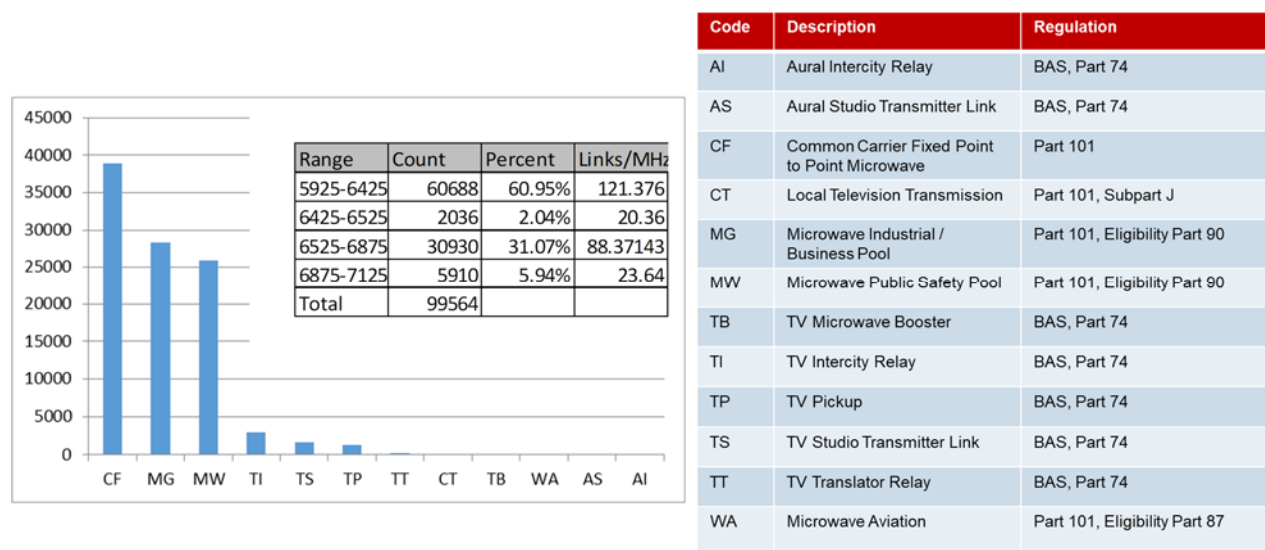 45000
40000
35000
30000
25000
20000
15000
10000
5000
0
CF MG MW TI TS TP TT CT TB WA AS AI
Range Count Percent Links/MHz
5925-6425 60688 60.95% 121.376
6425-6525 2036 2.04% 20.36
6525-6875 30930 31.07% 88.37143
6875-7125 5910 5.94% 23.64
Total 99564
Code Description Regulation
AI Aural Intercity Relay BAS, Part 74
AS Aural Studio Transmitter Link BAS, Part 74
CF Common Carrier Fixed Point Part 101
to Point Microwave
CT Local Television Transmission Part 101, Subpart J
MG Microwave Industrial / Part 101, Eligibility Part 90
Business Pool
MW Microwave Public Safety Pool Part 101, Eligibility Part 90
TB TV Microwave Booster BAS, Part 74
TI TV Intercity Relay BAS, Part 74
TP TV Pickup BAS, Part 74
TS TV Studio Transmitter Link BAS, Part 74
TT TV Translator Relay BAS, Part 74
WA Microwave Aviation Part 101, Eligibility Part 87